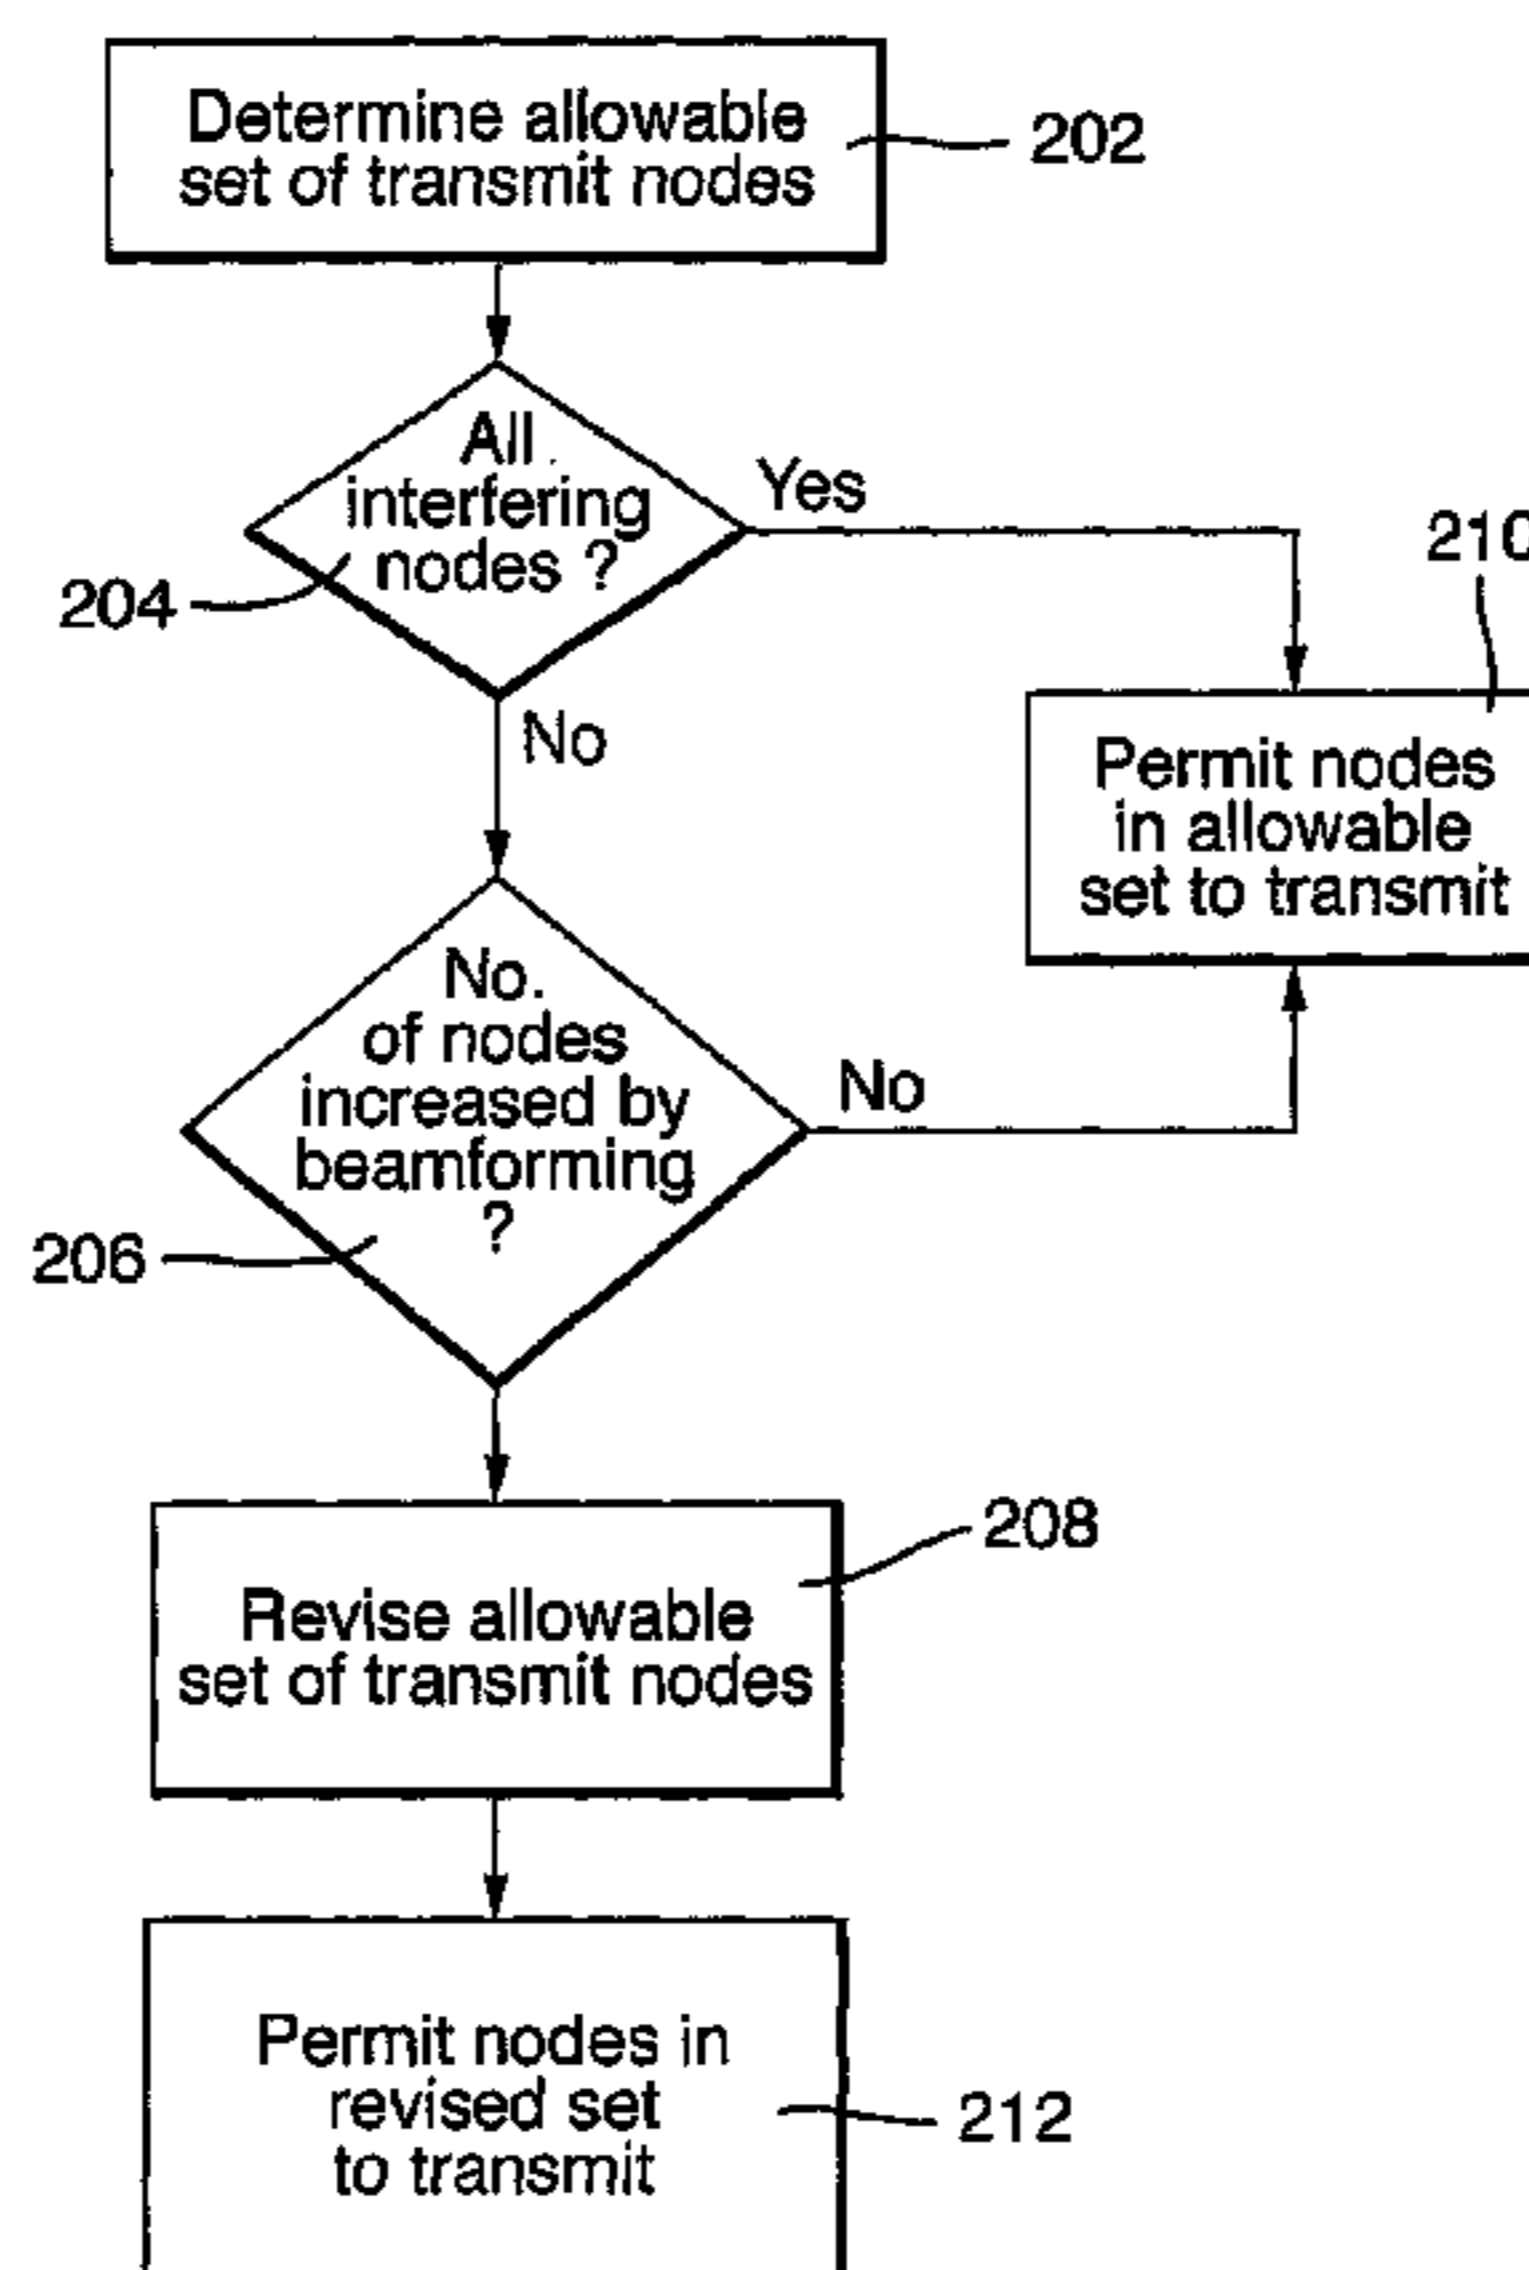 Determine allowable
set of transmit nodes
202
All
interfering
nodes ?
Yes
204
210
No
Permit nodes
in allowable
set to transmit
No.
of nodes
increased by
beamforming
?
No
206
208
Revise allowable
set of transmit nodes
Permit nodes in
revised set
to transmit
212